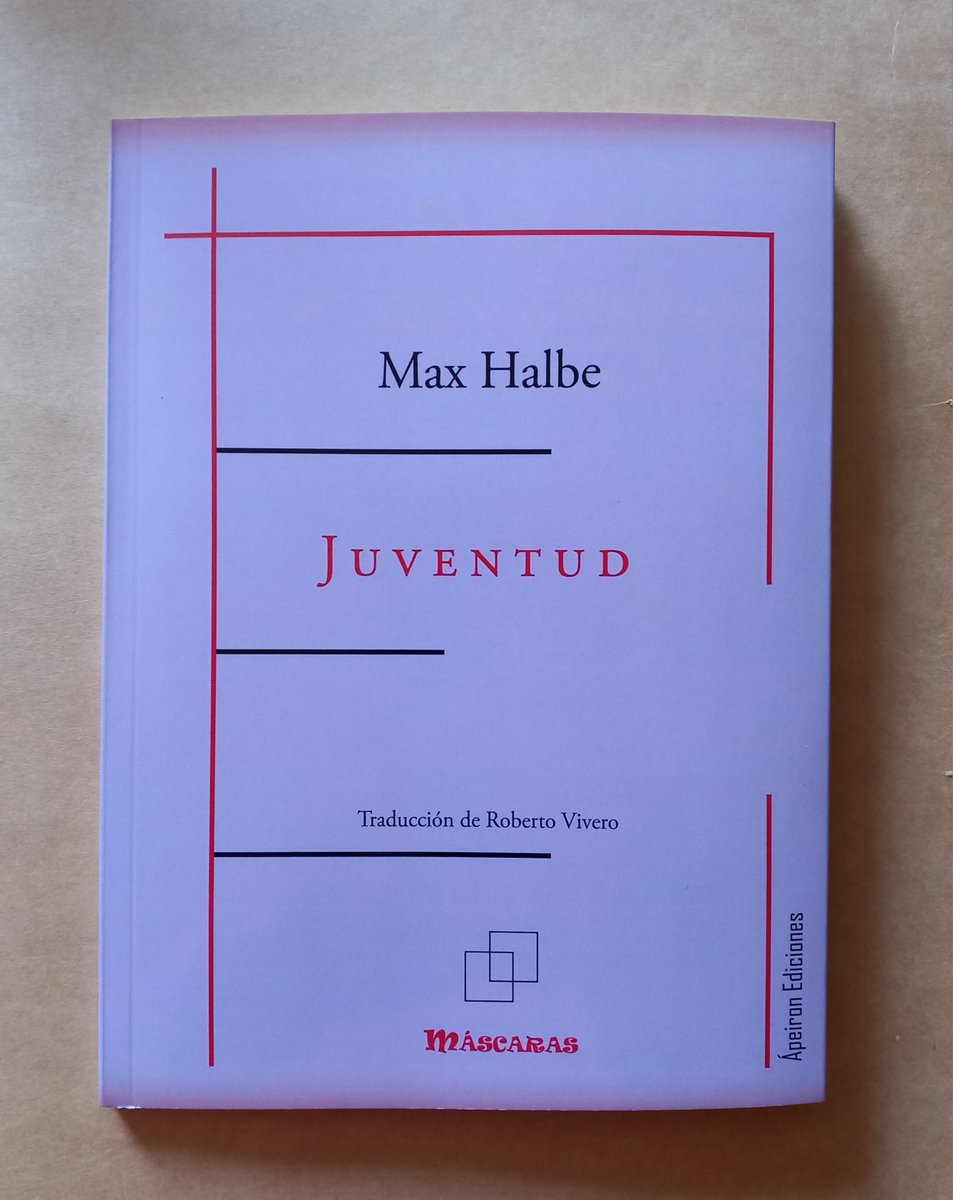 Max Halbe
JUVENTUD
Traducción de Roberto Vivero
MÁSCARAS
Ápeiron Ediciones